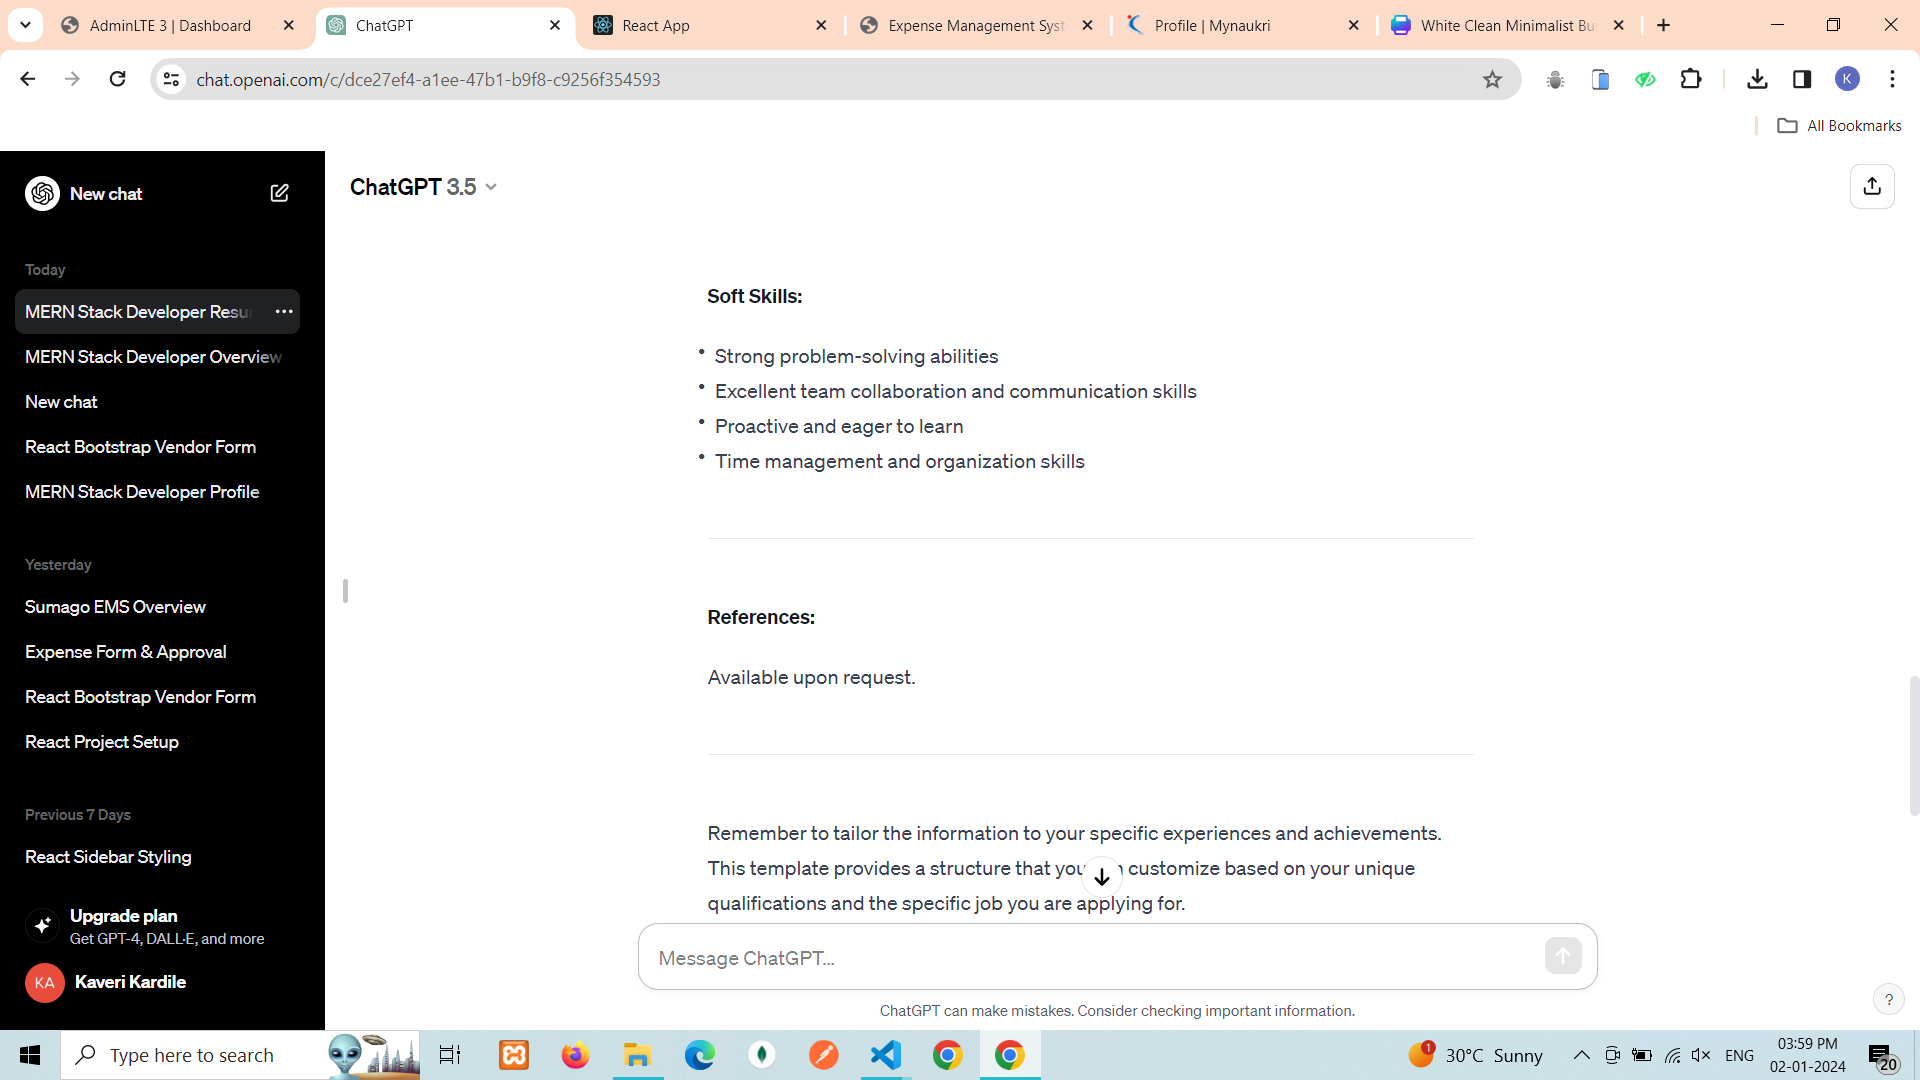 AdminLTE 3 | Dashboard
ChatGPT
React App
Expense Management Syst
Profile | Mynaukri
White Clean Minimalist Bu
chat.openai.com/c/dce27ef4-a1ee-47b1-b9f8-c9256f354593
K
All Bookmarks
New chat
ChatGPT 3.5
Today
MERN Stack Developer Resu
MERN Stack Developer Overview
New chat
React Bootstrap Vendor Form
MERN Stack Developer Profile
Yesterday
Sumago EMS Overview
Expense Form & Approval
React Bootstrap Vendor Form
React Project Setup
Previous 7 Days
React Sidebar Styling
Upgrade plan
Get GPT-4, DALL·E, and more
KA
Kaveri Kardile
Soft Skills:
• Strong problem-solving abilities
• Excellent team collaboration and communication skills
• Proactive and eager to learn
• Time management and organization skills
References:
Available upon request.
Remember to tailor the information to your specific experiences and achievements.
This template provides a structure that you customize based on your unique
qualifications and the specific job you are applying for.
Message ChatGPT...
ChatGPT can make mistakes. Consider checking important information.
?
Type here to search
1
30°C Sunny
ENG
03:59 PM
02-01-2024
20